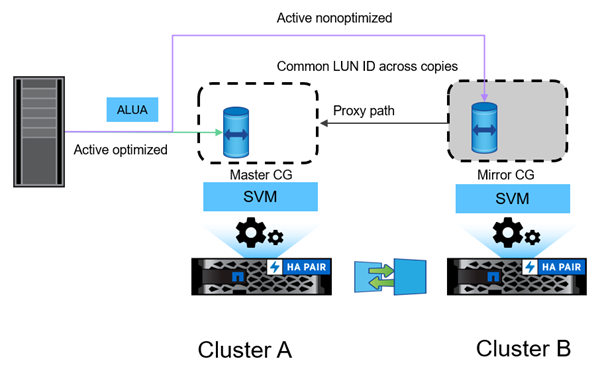 Active nonoptimized
Common LUN ID across copies
ALUA
Proxy path
Active optimized
Master CG
Mirror CG
SVM
SVM
HA PAIR
HA PAIR
Cluster A
Cluster B